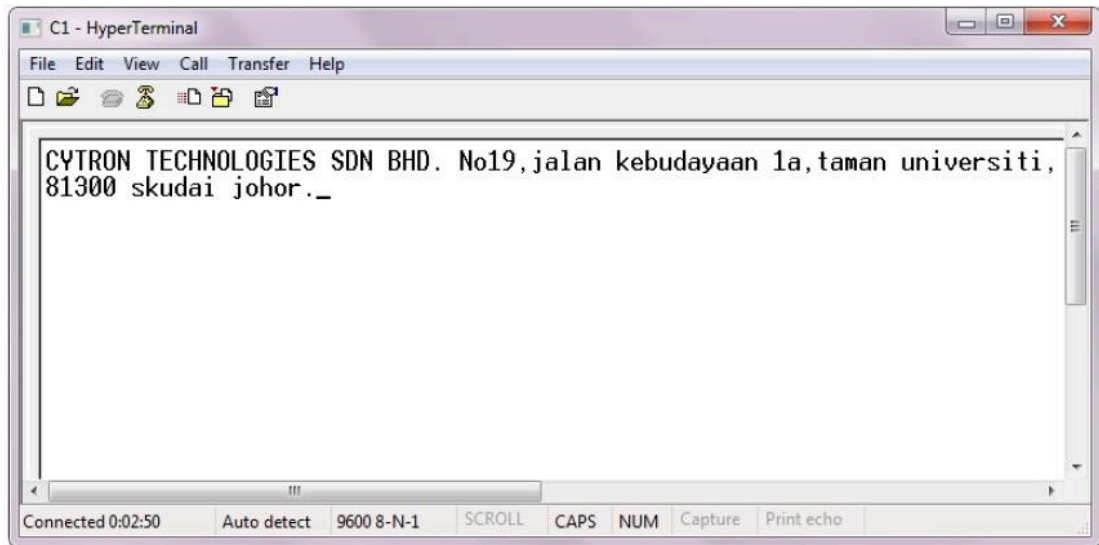 C1 - HyperTerminal
File Edit View Call Transfer Help
CYTRON TECHNOLOGIES SDN BHD. No19,jalan kebudayaan 1a,taman universiti,
81300 skudai johor._
Connected 0:02:50 Auto detect 9600 8-N-1 SCROLL CAPS NUM Capture Print echo